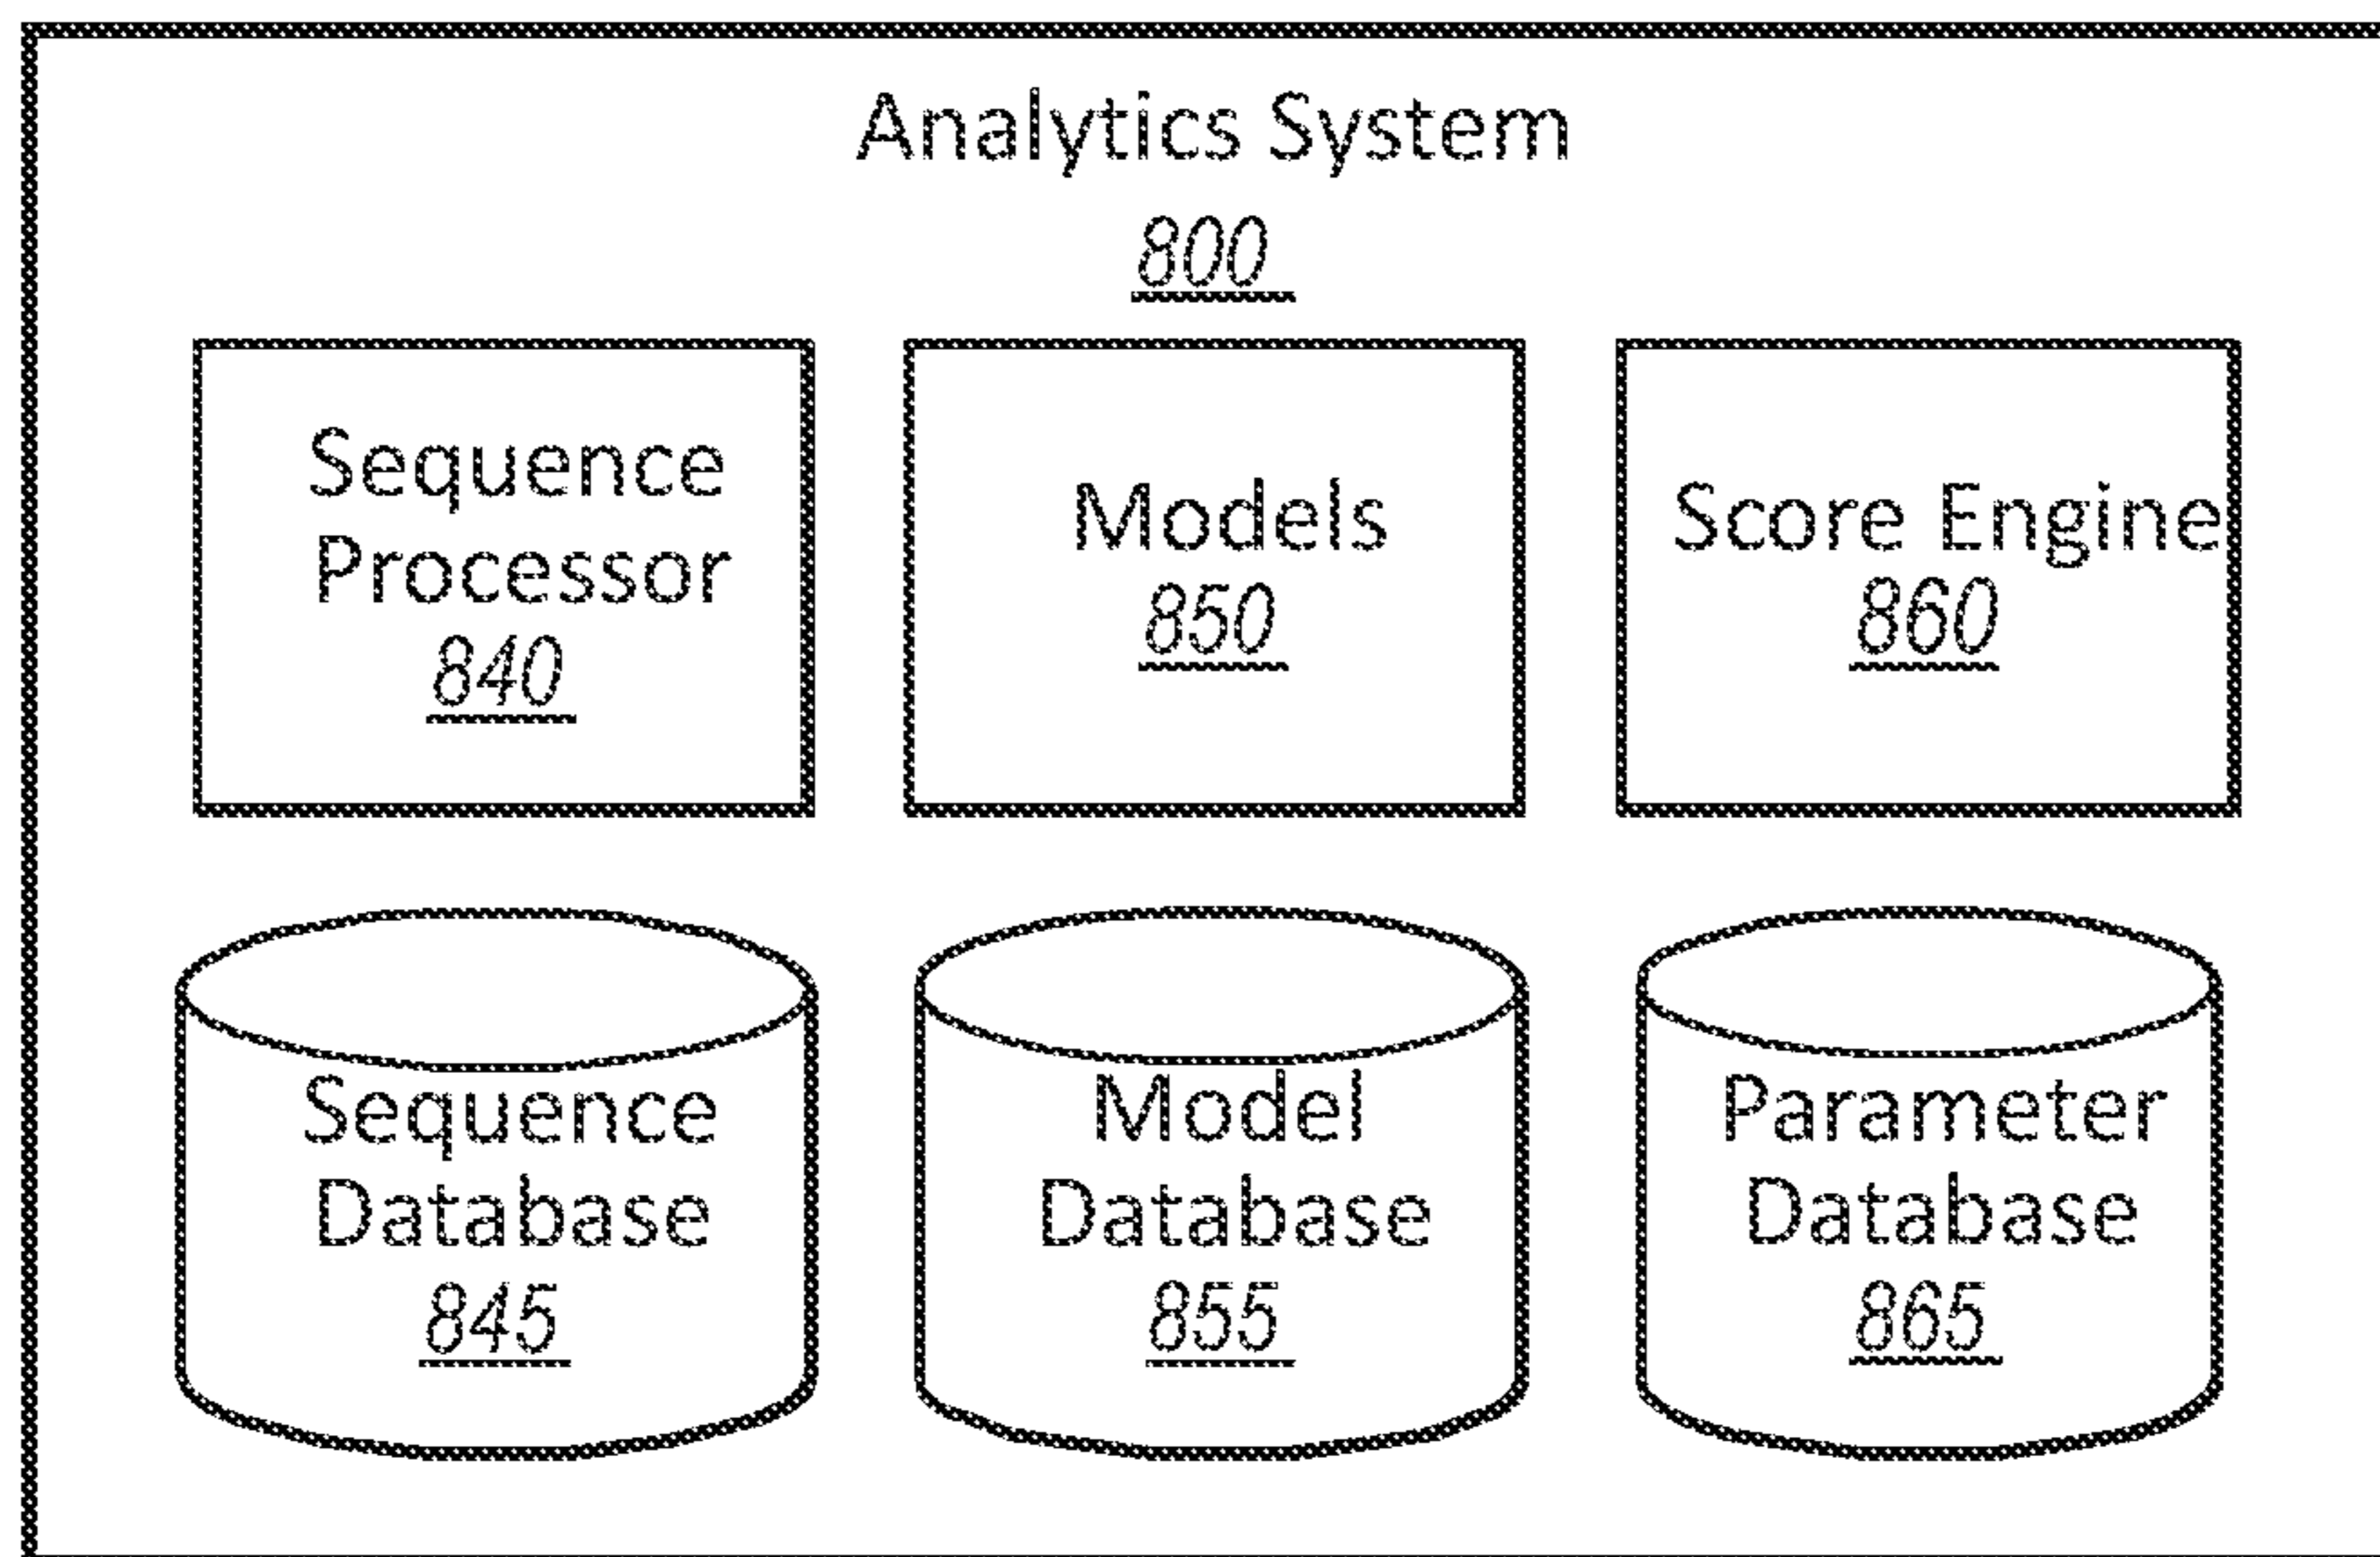 Analytics System
800
Sequence
Processor
840
Models
850
Score Engine
860
Sequence
Database
845
Model
Database
855
Parameter
Database
865